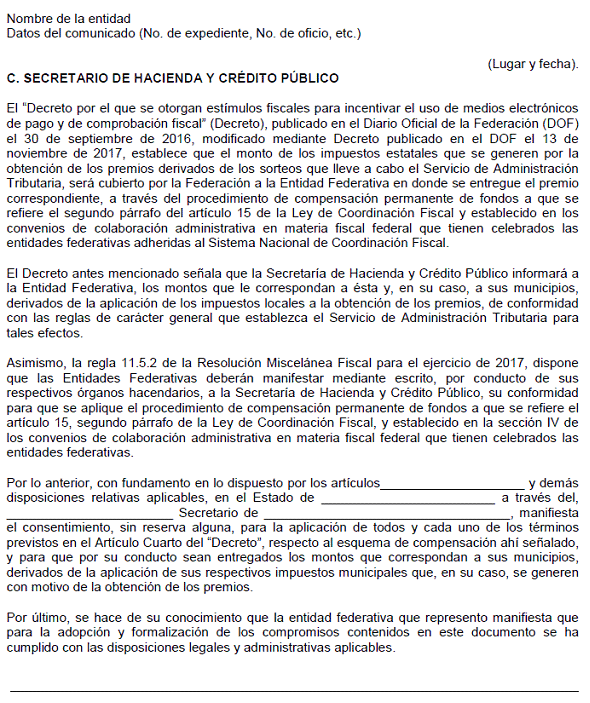 Nombre de la entidad
Datos del comunicado (No. de expediente, No. de oficio, etc.)
(Lugar y fecha).
C. SECRETARIO DE HACIENDA Y CRÉDITO PÚBLICO
El “Decreto por el que se otorgan estímulos fiscales para incentivar el uso de medios electrónicos
de pago y de comprobación fiscal” (Decreto), publicado en el Diario Oficial de la Federación (DOF)
el 30 de septiembre de 2016, modificado mediante Decreto publicado en el DOF el 13 de
noviembre de 2017, establece que el monto de los impuestos estatales que se generen por la
obtención de los premios derivados de los sorteos que lleve a cabo el Servicio de Administración
Tributaria, será cubierto por la Federación a la Entidad Federativa en donde se entregue el premio
correspondiente, a través del procedimiento de compensación permanente de fondos a que se
refiere el segundo párrafo del artículo 15 de la Ley de Coordinación Fiscal y establecido en los
convenios de colaboración administrativa en materia fiscal federal que tienen celebrados las
entidades federativas adheridas al Sistema Nacional de Coordinación Fiscal.
El Decreto antes mencionado señala que la Secretaría de Hacienda y Crédito Público informará a
la Entidad Federativa, los montos que le correspondan a ésta y, en su caso, a sus municipios,
derivados de la aplicación de los impuestos locales a la obtención de los premios, de conformidad
con las reglas de carácter general que establezca el Servicio de Administración Tributaria para
tales efectos.
Asimismo, la regla 11.5.2 de la Resolución Miscelánea Fiscal para el ejercicio de 2017, dispone
que las Entidades Federativas deberán manifestar mediante escrito, por conducto de sus
respectivos órganos hacendarios, a la Secretaría de Hacienda y Crédito Público, su conformidad
para que se aplique el procedimiento de compensación permanente de fondos a que se refiere el
artículo 15, segundo párrafo de la Ley de Coordinación Fiscal, y establecido en la sección IV de
los convenios de colaboración administrativa en materia fiscal federal que tienen celebrados las
entidades federativas.
Por lo anterior, con fundamento en lo dispuesto por los artículos____________________ y demás
disposiciones relativas aplicables, en el Estado de ________________________ a través del,
_______________________ Secretario de __________________________________, manifiesta
el consentimiento, sin reserva alguna, para la aplicación de todos y cada uno de los términos
previstos en el Artículo Cuarto del “Decreto”, respecto al esquema de compensación ahí señalado,
y para que por su conducto sean entregados los montos que correspondan a sus municipios,
derivados de la aplicación de sus respectivos impuestos municipales que, en su caso, se generen
con motivo de la obtención de los premios.
Por último, se hace de su conocimiento que la entidad federativa que represento manifiesta que
para la adopción y formalización de los compromisos contenidos en este documento se ha
cumplido con las disposiciones legales y administrativas aplicables.